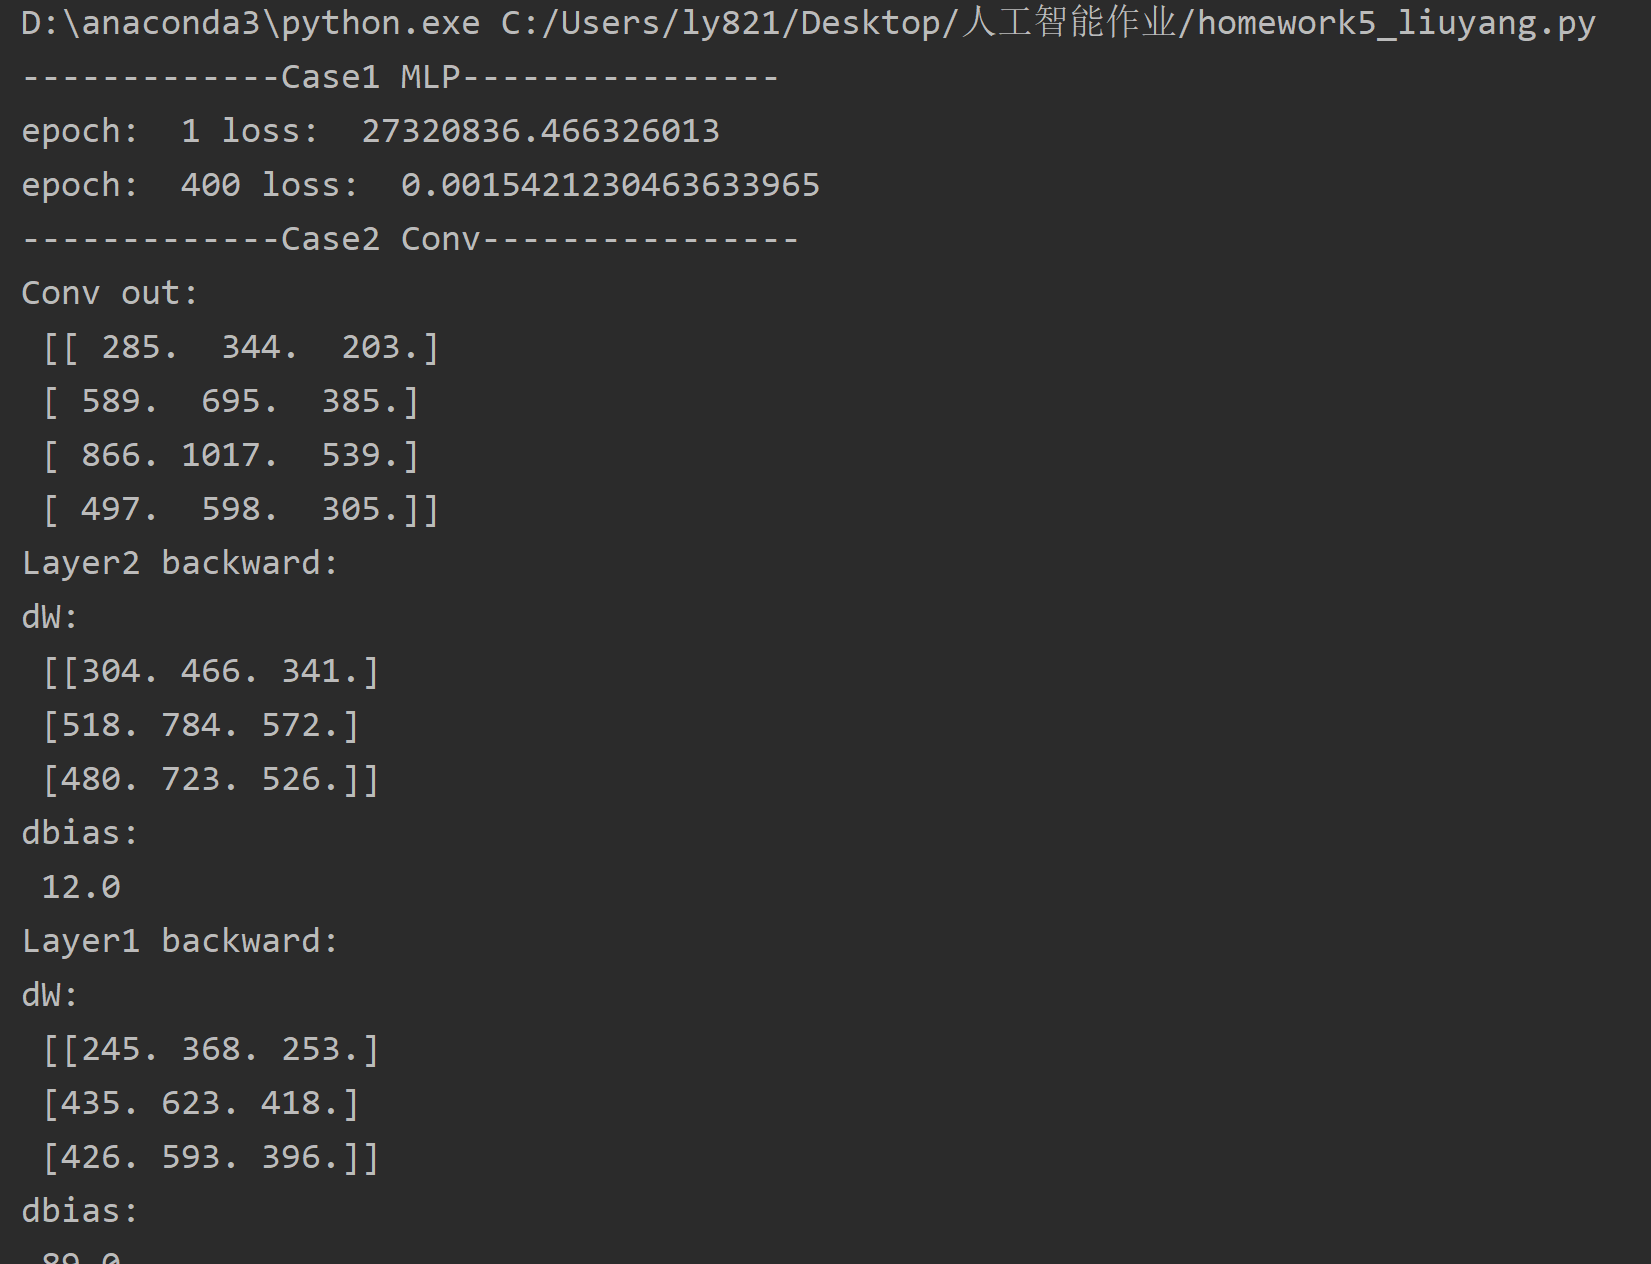 D:\anaconda3\python.exe C:/Users/ly821/Desktop/人工智能作业/homework5_liuyang.py
-------------Case1 MLP----------------
epoch:  1 loss:  27320836.466326013
epoch:  400 loss:  0.0015421230463633965
-------------Case2 Conv----------------
Conv out:
 [[ 285.  344.  203.]
 [ 589.  695.  385.]
 [ 866. 1017.  539.]
 [ 497.  598.  305.]]
Layer2 backward:
dW:
 [[304. 466. 341.]
 [518. 784. 572.]
 [480. 723. 526.]]
dbias:
 12.0
Layer1 backward:
dW:
 [[245. 368. 253.]
 [435. 623. 418.]
 [426. 593. 396.]]
dbias:
 89.0